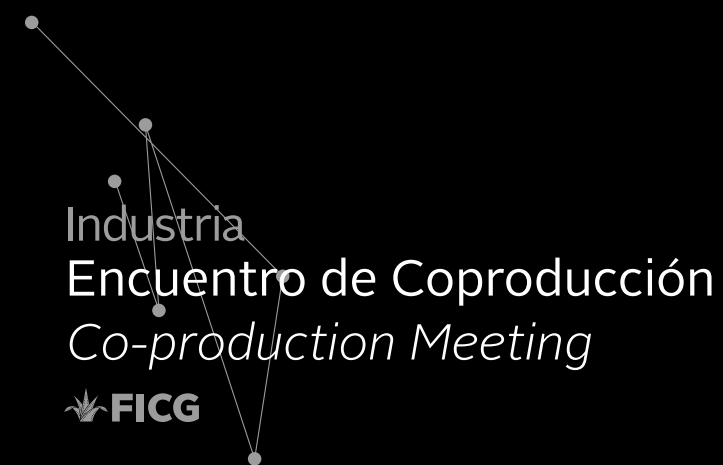 Industria
Encuentro de Coproducción
Co-production Meeting
FICG